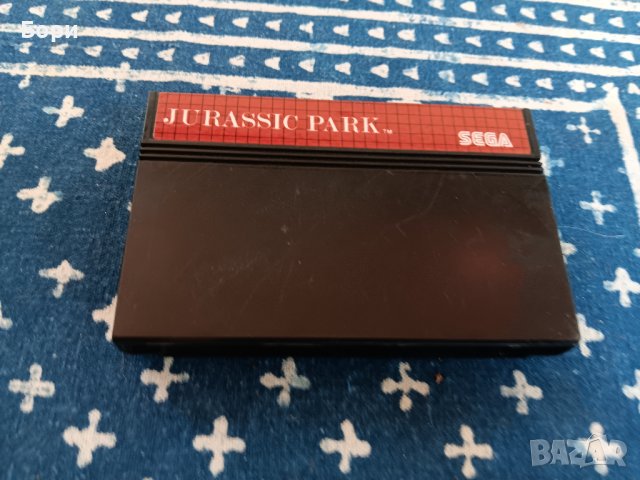 Бори
JURASSIC PARK™
SEGA
BAZAR